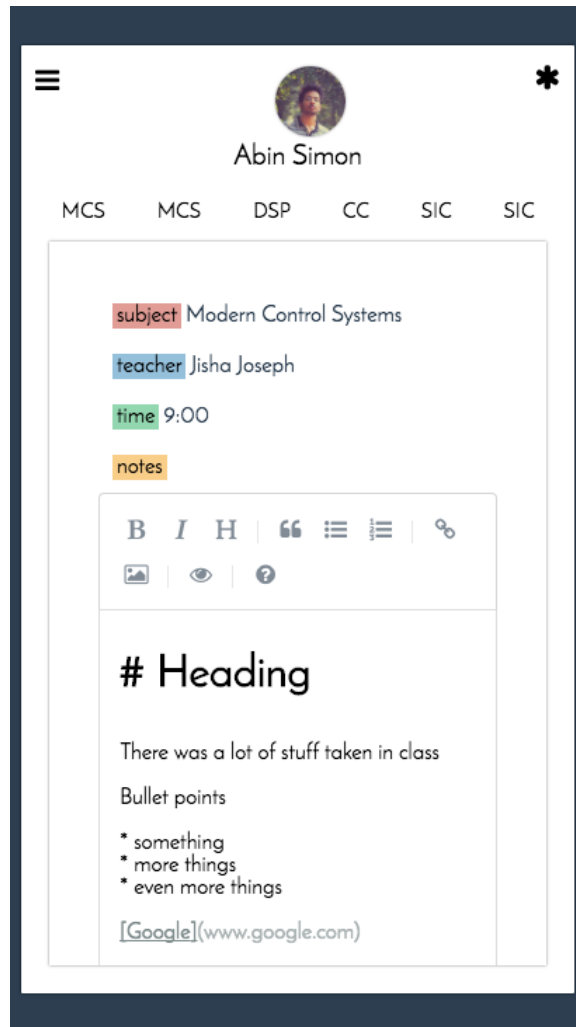 Abin Simon
MCS MCS DSP CC SIC SIC
subject Modern Control Systems
teacher Jisha Joseph
time 9:00
notes
B I H
# Heading
There was a lot of stuff taken in class
Bullet points
* something
* more things
* even more things
[Google](www.google.com)